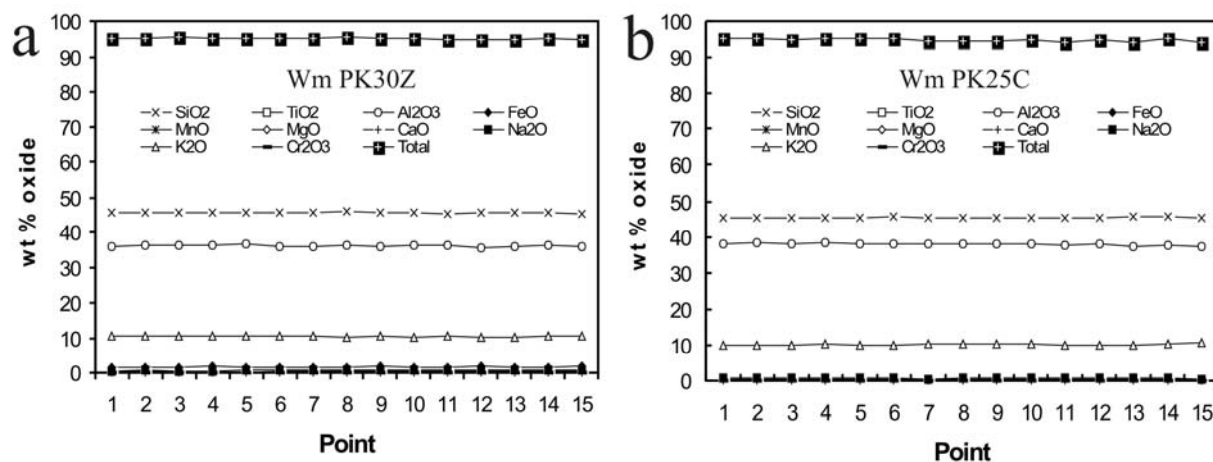 a
Wm PK30Z
SiO2 TiO2 Al2O3 FeO
MnO MgO CaO Na2O
K2O Cr2O3 Total
wt % oxide
100
90
80
70
60
50
40
30
20
10
0
1 2 3 4 5 6 7 8 9 10 11 12 13 14 15
Point
b
Wm PK25C
SiO2 TiO2 Al2O3 FeO
MnO MgO CaO Na2O
K2O Cr2O3 Total
wt % oxide
100
90
80
70
60
50
40
30
20
10
0
1 2 3 4 5 6 7 8 9 10 11 12 13 14 15
Point